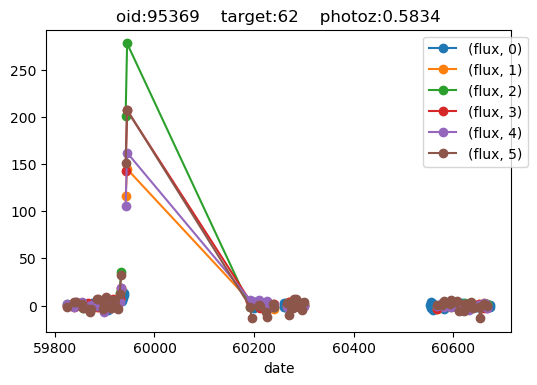 oid:95369    target:62    photoz:0.5834
250
200
150
100
50
0
59800
60000
60200
60400
60600
date
(flux, 0)
(flux, 1)
(flux, 2)
(flux, 3)
(flux, 4)
(flux, 5)